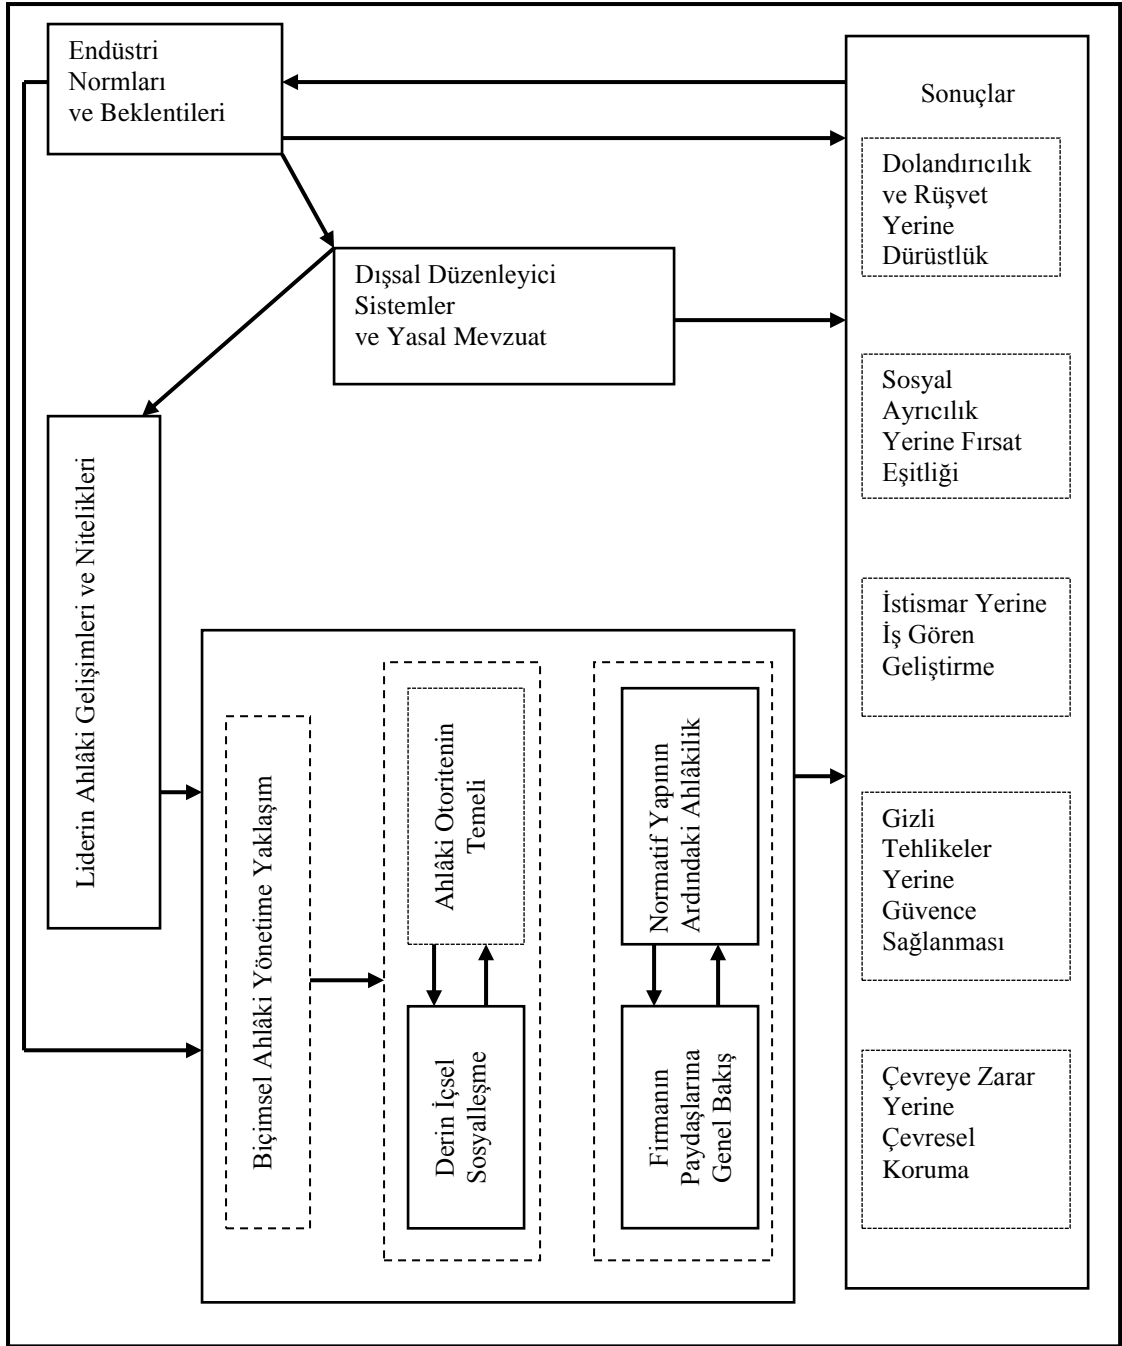 Endüstri
Normları
ve Beklentileri
Sonuçlar
Dolandırıcılık
ve Rüşvet
Yerine
Dürüstlük
Dışsal Düzenleyici
Sistemler
ve Yasal Mevzuat
Sosyal
Ayrıcılık
Yerine Fırsat
Eşitliği
Liderin Ahlâki Gelişimleri ve Nitelikleri
İstismar Yerine
İş Gören
Geliştirme
Biçimsel Ahlâki Yönetime Yaklaşım
Ahlâki Otoritenin
Temeli
Normatif Yapının
Ardındaki Ahlâkilik
Gizli
Tehlikeler
Yerine
Güvence
Sağlanması
Derin İçsel
Sosyalleşme
Firmanın
Paydaşlarına
Genel Bakış
Çevreye Zarar
Yerine
Çevresel
Koruma